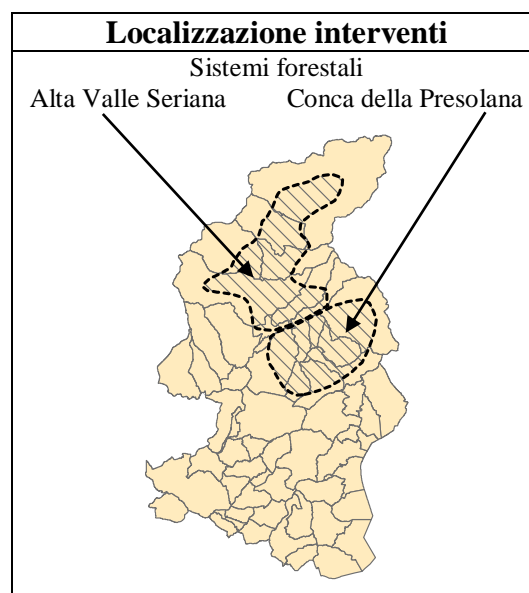 Localizzazione interventi
Sistemi forestali
Alta Valle Seriana Conca della Presolana